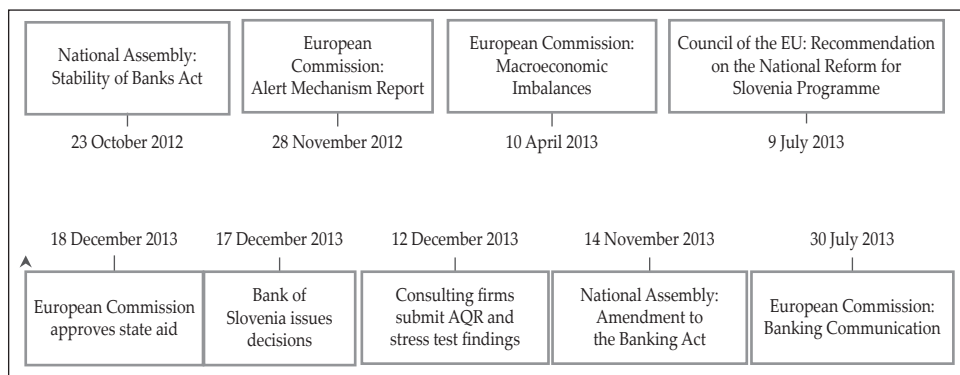 National Assembly:
Stability of Banks Act
23 October 2012
European
Commission:
Alert Mechanism Report
28 November 2012
European Commission:
Macroeconomic
Imbalances
10 April 2013
Council of the EU: Recommendation
on the National Reform for
Slovenia Programme
9 July 2013
18 December 2013
European Commission
approves state aid
17 December 2013
Bank of
Slovenia issues
decisions
12 December 2013
Consulting firms
submit AQR and
stress test findings
14 November 2013
National Assembly:
Amendment to
the Banking Act
30 July 2013
European Commission:
Banking Communication